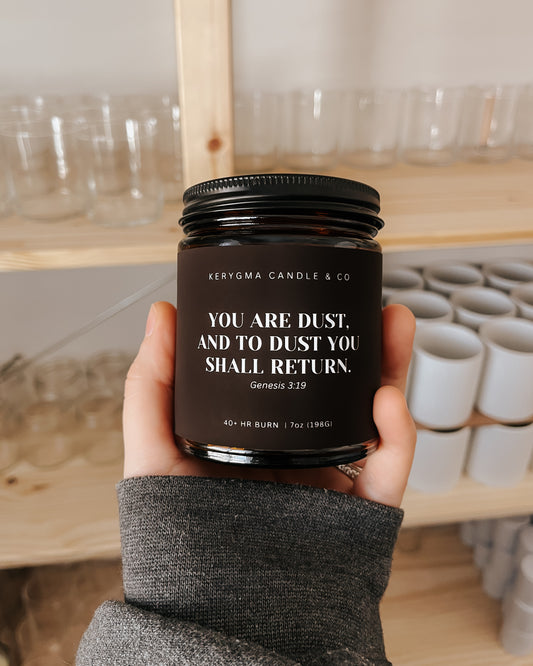 KERYGMA CANDLE & CO
YOU ARE DUST,
AND TO DUST YOU
SHALL RETURN.
Genesis 3:19
40+ HR BURN | 7oz (198G)